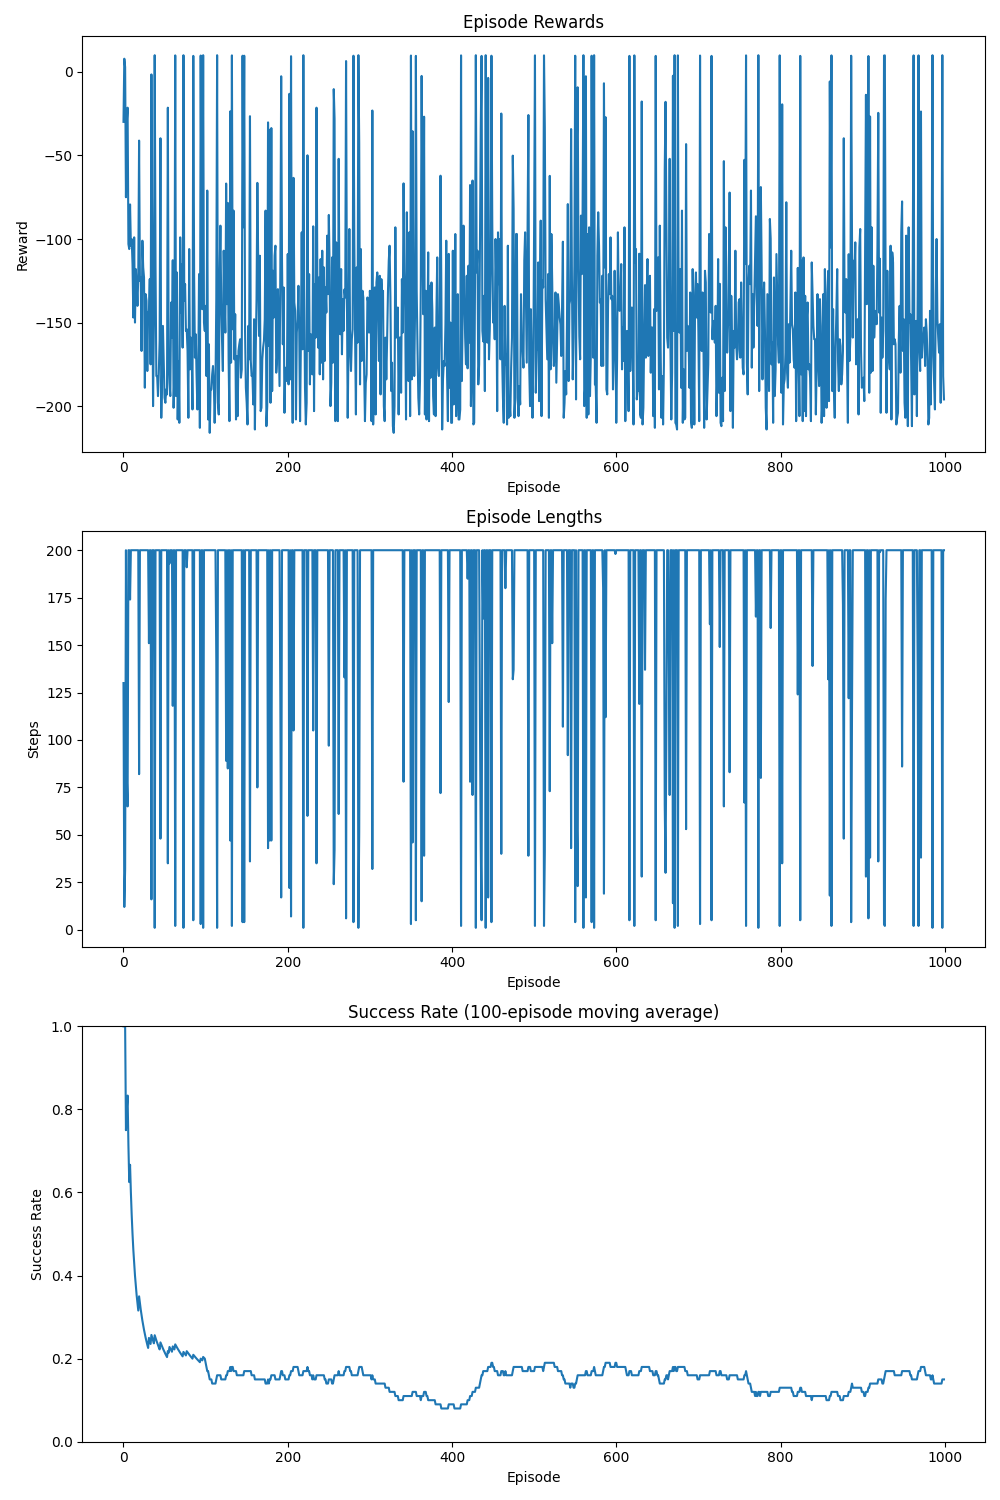 Episode Rewards
0
−50
−100
−150
−200
Reward
0 200 400 600 800 1000
Episode
Episode Lengths
200
175
150
125
100
75
50
25
0
Steps
0 200 400 600 800 1000
Episode
Success Rate (100-episode moving average)
1.0
0.8
0.6
0.4
0.2
0.0
Success Rate
0 200 400 600 800 1000
Episode